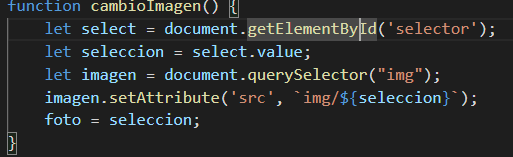 function cambioImagen() {
let select = document.getElementById('selector');
let seleccion = select.value;
let imagen = document.querySelector("img");
imagen.setAttribute('src', `img/${seleccion}`);
foto = seleccion;
}